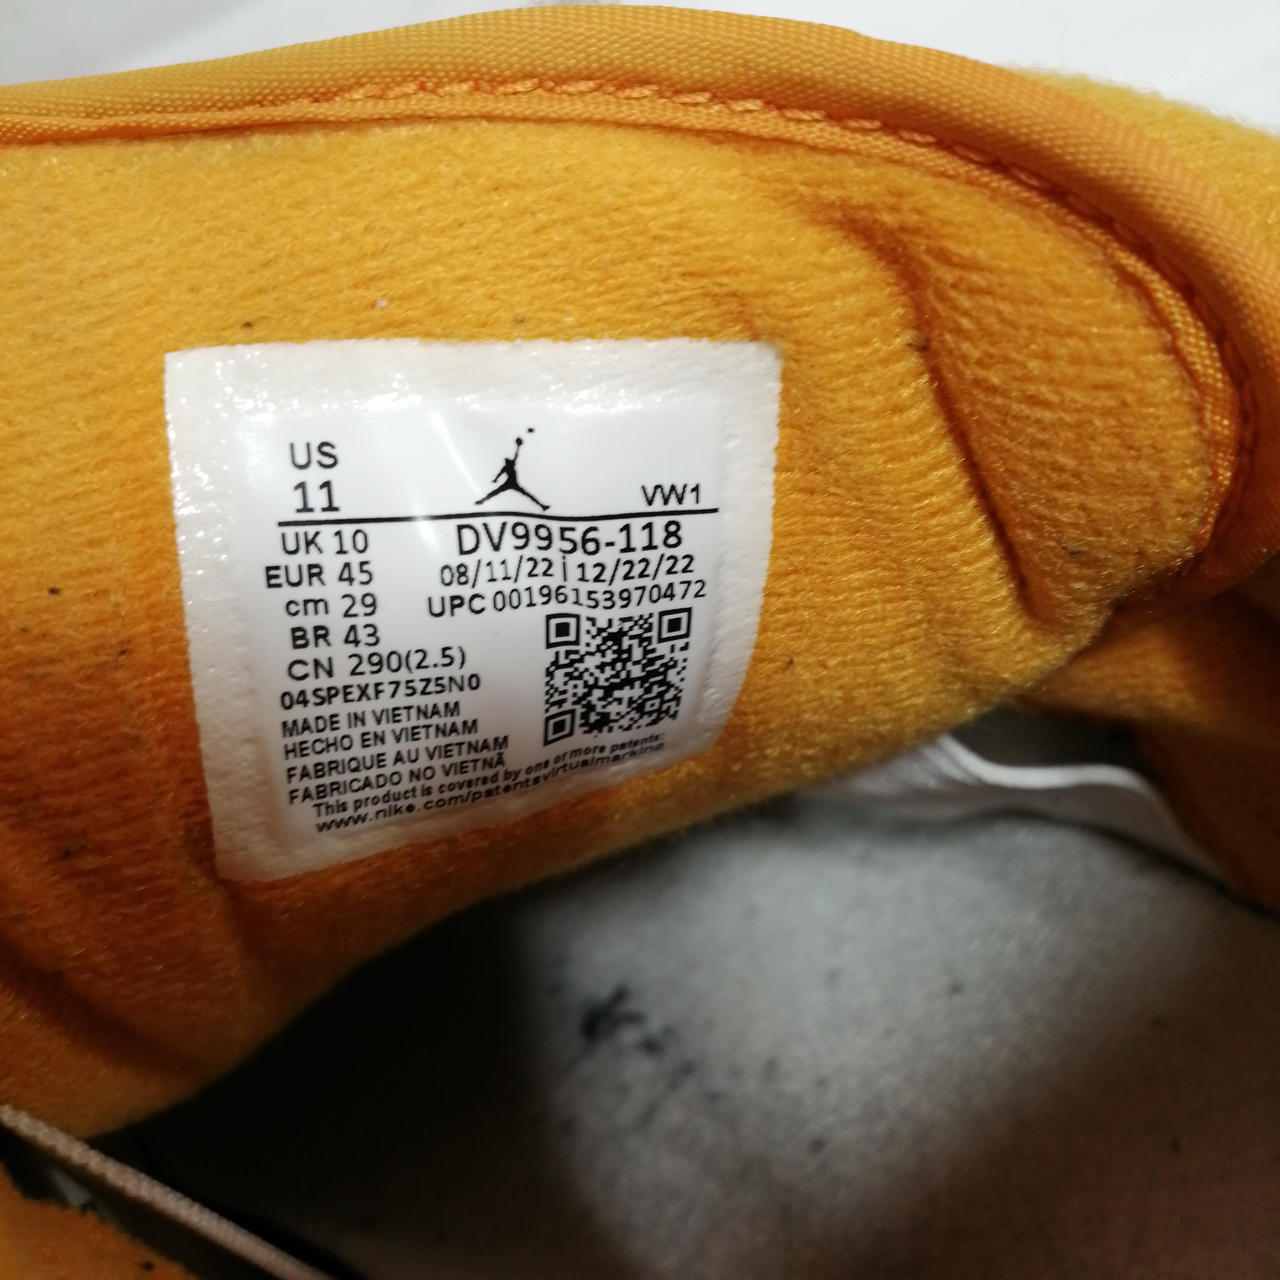 US
11
VW1
UK 10
DV9956-118
EUR 45
08/11/22 | 12/22/22
cm 29
UPC 00196153970472
BR 43
CN 290(2.5)
04SPEXF75Z5N0
MADE IN VIETNAM
HECHO EN VIETNAM
FABRIQUE AU VIETNAM
FABRICADO NO VIETNÃ
This product is covered by one or more patents:
www.nike.com/patentsvirtualmarking